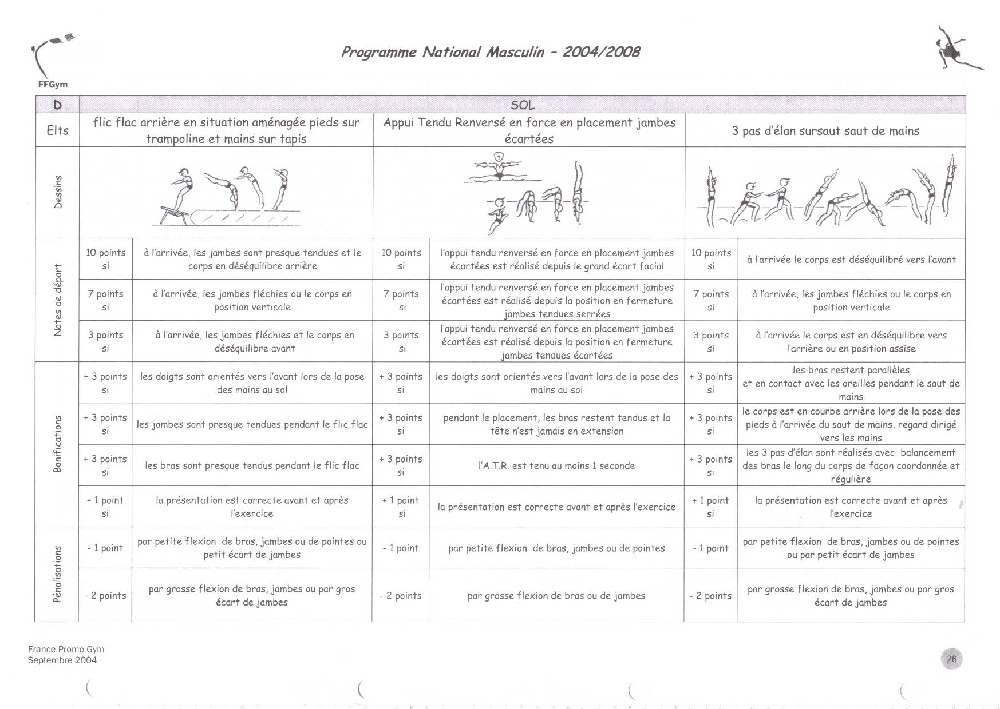 Programme National Masculin - 2004/2008
FFGym
D
SOL
Elts
flic flac arrière en situation aménagée pieds sur
trampoline et mains sur tapis
Appui Tendu Renversé en force en placement jambes
écartées
3 pas d'élan sursaut saut de mains
Dessins
Notes de départ
10 points
si
à l'arrivée, les jambes sont presque tendues et le
corps en déséquilibre arrière
10 points
si
l'appui tendu renversé en force en placement jambes
écartées est réalisé depuis le grand écart facial
10 points
si
à l'arrivée le corps est déséquilibré vers l'avant
7 points
si
à l'arrivée, les jambes fléchies ou le corps en
position verticale
7 points
si
l'appui tendu renversé en force en placement jambes
écartées est réalisé depuis la position en fermeture
jambes tendues serrées
7 points
si
à l'arrivée, les jambes fléchies ou le corps en
position verticale
3 points
si
à l'arrivée, les jambes fléchies et le corps en
déséquilibre avant
3 points
si
l'appui tendu renversé en force en placement jambes
écartées est réalisé depuis la position en fermeture
jambes tendues écartées
3 points
si
à l'arrivée le corps est en déséquilibre vers
l'arrière ou en position assise
Bonifications
+ 3 points
si
les doigts sont orientés vers l'avant lors de la pose
des mains au sol
+ 3 points
si
les doigts sont orientés vers l'avant lors de la pose des
mains au sol
+ 3 points
si
les bras restent parallèles
et en contact avec les oreilles pendant le saut de
mains
+ 3 points
si
les jambes sont presque tendues pendant le flic flac
+ 3 points
si
pendant le placement, les bras restent tendus et la
tête n'est jamais en extension
+ 3 points
si
le corps est en courbe arrière lors de la pose des
pieds à l'arrivée du saut de mains, regard dirigé
vers les mains
+ 3 points
si
les bras sont presque tendus pendant le flic flac
+ 3 points
si
l'A.T.R. est tenu au moins 1 seconde
+ 3 points
si
les 3 pas d'élan sont réalisés avec balancement
des bras le long du corps de façon coordonnée et
régulière
+ 1 point
si
la présentation est correcte avant et après
l'exercice
+ 1 point
si
la présentation est correcte avant et après l'exercice
+ 1 point
si
la présentation est correcte avant et après
l'exercice
Pénalisations
- 1 point
par petite flexion de bras, jambes ou de pointes ou
petit écart de jambes
- 1 point
par petite flexion de bras, jambes ou de pointes
- 1 point
par petite flexion de bras, jambes ou de pointes
ou par petit écart de jambes
- 2 points
par grosse flexion de bras, jambes ou par gros
écart de jambes
- 2 points
par grosse flexion de bras ou de jambes
- 2 points
par grosse flexion de bras, jambes ou par gros
écart de jambes
France Promo Gym
Septembre 2004
26